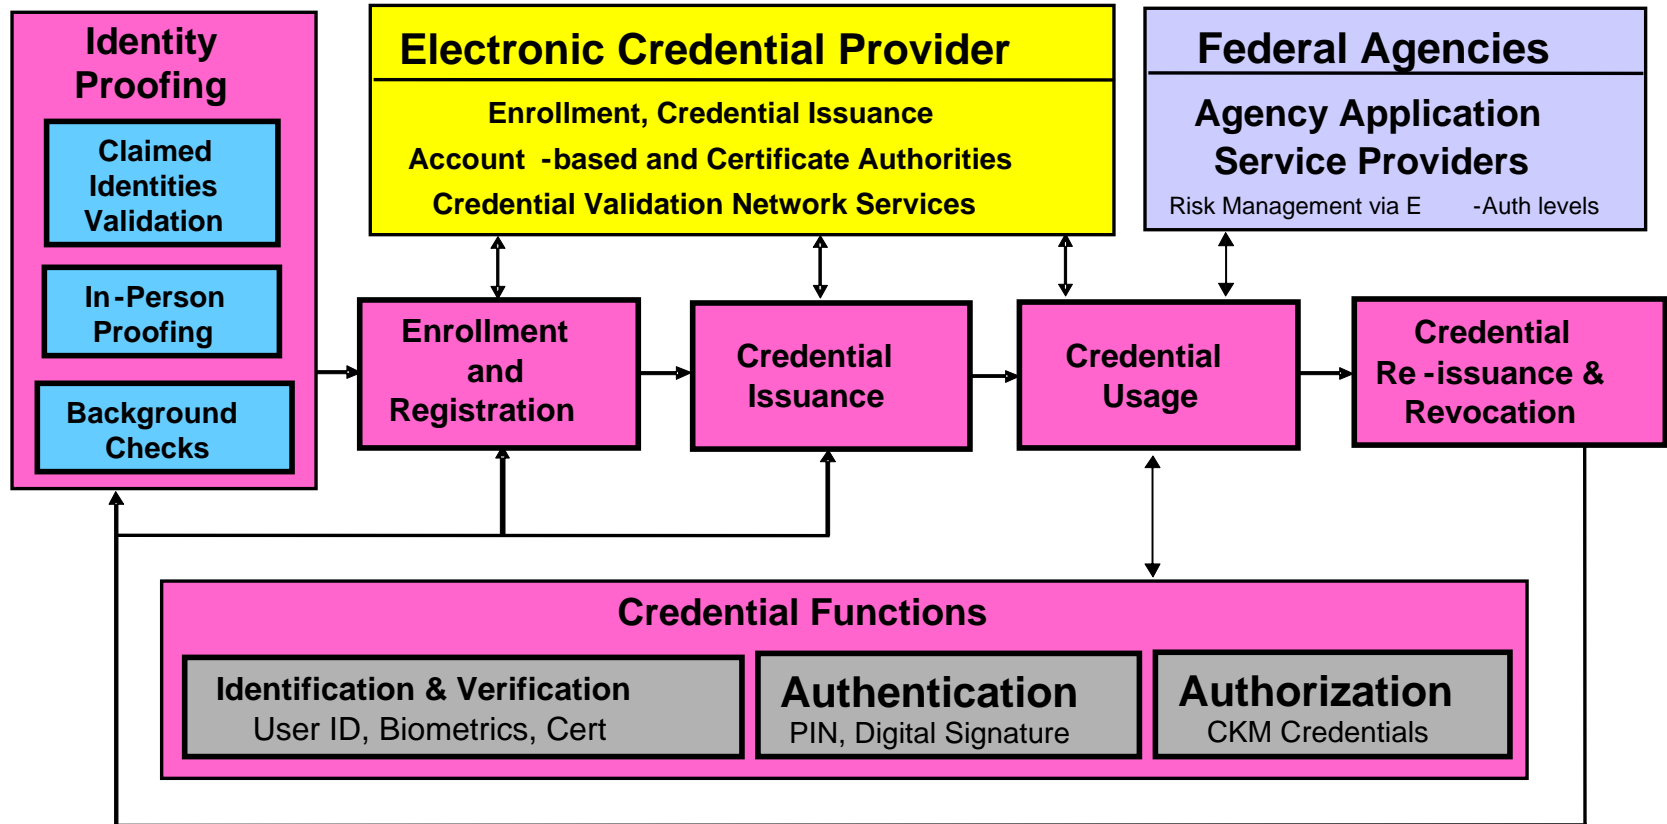 Identity
Proofing
Claimed
Identities
Validation
In-Person
Proofing
Background
Checks
Electronic Credential Provider
Enrollment, Credential Issuance
Account -based and Certificate Authorities
Credential Validation Network Services
Federal Agencies
Agency Application
Service Providers
Risk Management via E -Auth levels
Enrollment
and
Registration
Credential
Issuance
Credential
Usage
Credential
Re-issuance &
Revocation
Credential Functions
Identification & Verification
User ID, Biometrics, Cert
Authentication
PIN, Digital Signature
Authorization
CKM Credentials